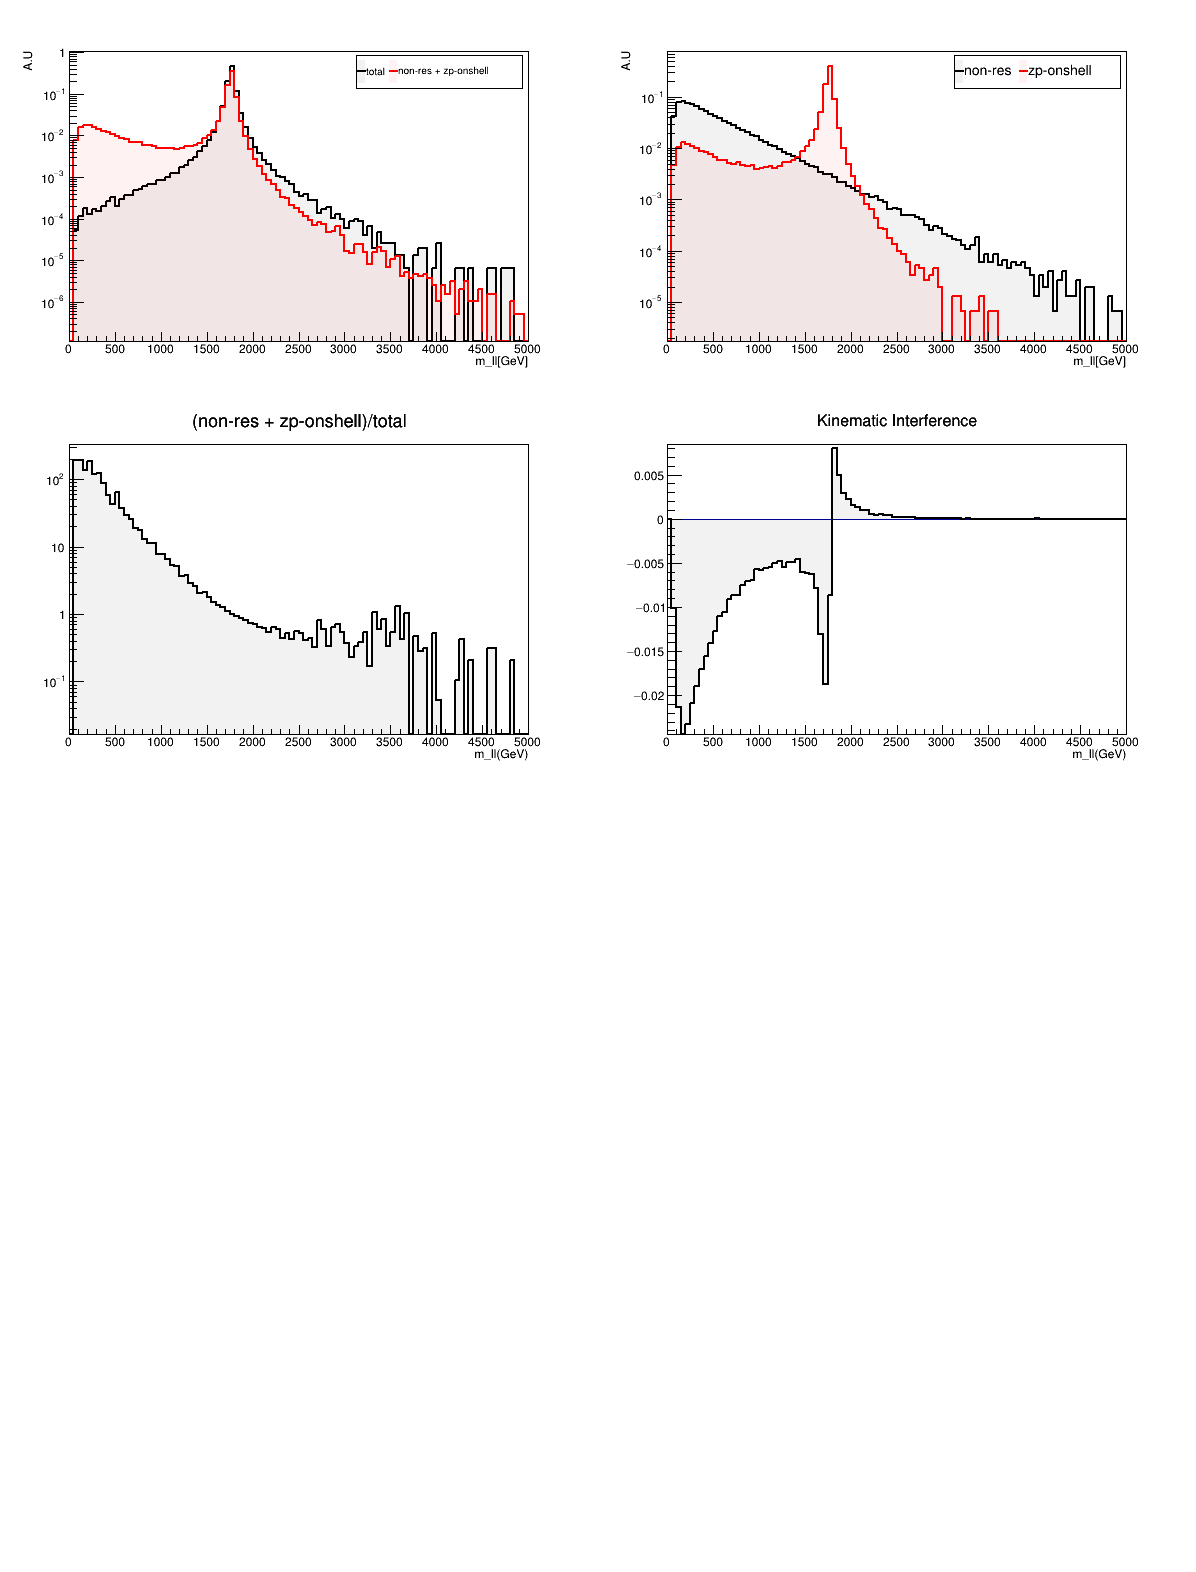 A.U
total non-res + zp-onshell
1
10⁻¹
10⁻²
10⁻³
10⁻⁴
10⁻⁵
10⁻⁶
0 500 1000 1500 2000 2500 3000 3500 4000 4500 5000
m_ll[GeV]
A.U
non-res zp-onshell
10⁻¹
10⁻²
10⁻³
10⁻⁴
10⁻⁵
0 500 1000 1500 2000 2500 3000 3500 4000 4500 5000
m_ll[GeV]
(non-res + zp-onshell)/total
10²
10
1
10⁻¹
0 500 1000 1500 2000 2500 3000 3500 4000 4500 5000
m_ll(GeV)
Kinematic Interference
0.005
0
−0.005
−0.01
−0.015
−0.02
0 500 1000 1500 2000 2500 3000 3500 4000 4500 5000
m_ll(GeV)